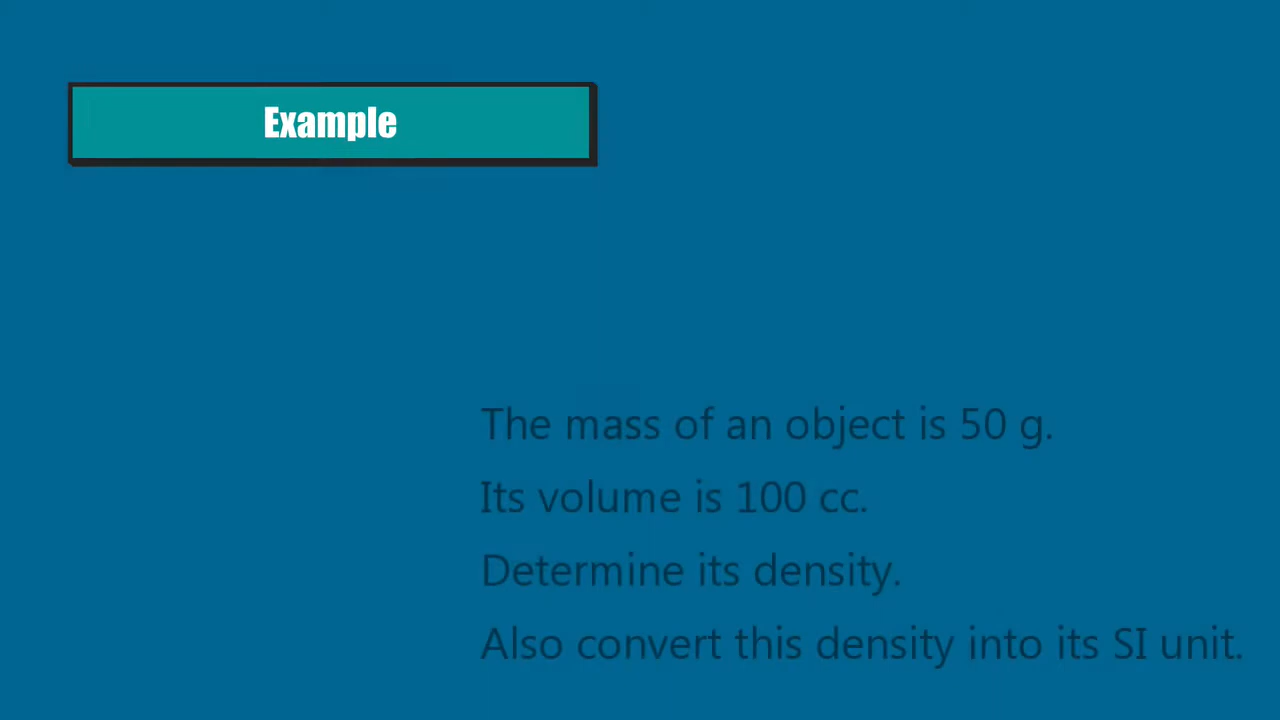 Example
The mass of an object is 50 g.
Its volume is 100 cc.
Determine its density.
Also convert this density into its SI unit.